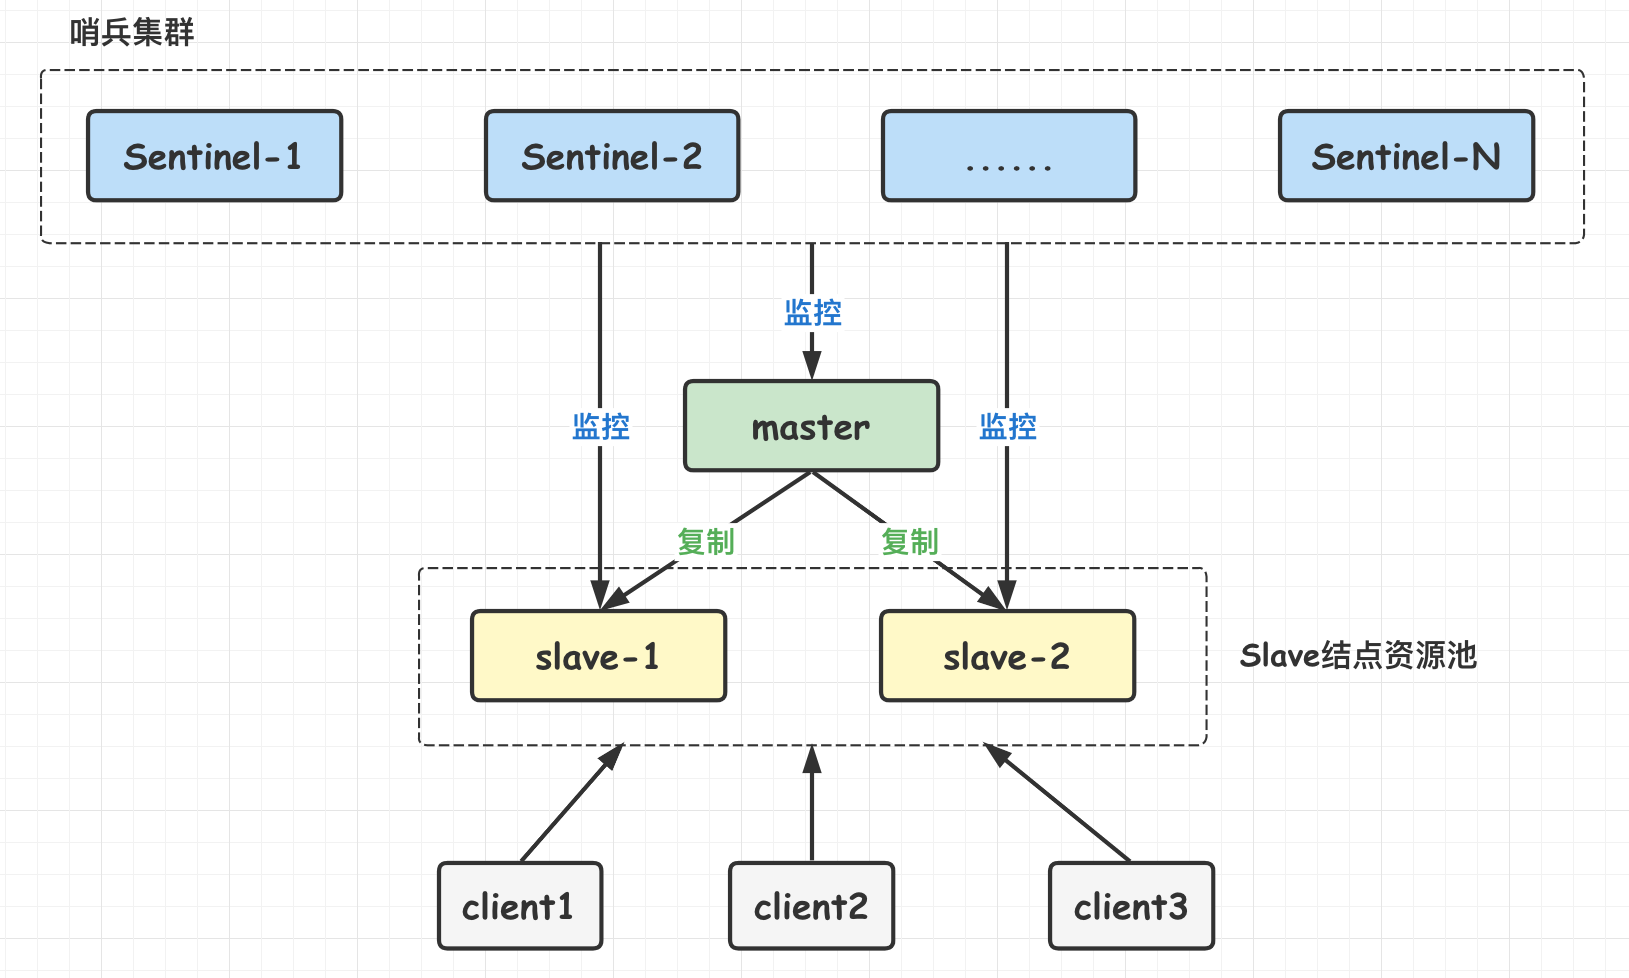 哨兵集群
Sentinel-1
Sentinel-2
......
Sentinel-N
监控
监控
监控
master
复制
复制
slave-1
slave-2
Slave结点资源池
client1
client2
client3